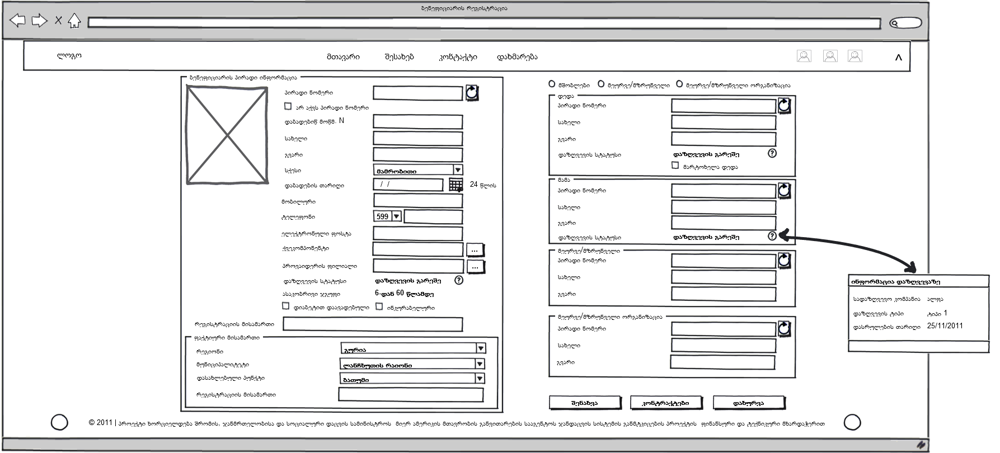 ბენეფიციარის რეგისტრაცია
ლოგო
მთავარი
შესახებ
კონტაქტი
დახმარება
ბენეფიციარის პირადი ინფორმაცია
პირადი ნომერი
არ აქვს პირადი ნომერი
დაბადებიწ მოწმ. N
სახელი
გვარი
სქესი
მამრობითი
დაბადების თარიღი
/ /
24 წლის
მობილური
ტელეფონი
599
ელექტრონული ფოსტა
ქვეკომპონენტი
...
პროვაიდერის ფილიალი
...
დაზღვევის სტატუსი
დაზღვევის გარეშე
?
ასაკობრივი ჯგუფი
6-დან 60 წლამდე
დიაბეტით დაავადებული
ინკურაბელური
რეგისტრაციის მისამართი
ფაქტიური მისამართი
რეგიონი
გურია
მუნიციპალიტეტი
ლანჩხუთის რაიონი
დასახლებული პუნქტი
ბათუმი
რეგისტრაციის მისამართი
მშობლები
მეურვე/მზრუნველი
მეურვე/მზრუნველი ორგანიზაცია
დედა
პირადი ნომერი
სახელი
გვარი
დაზღვევის სტატუსი
დაზღვევის გარეშე
?
მარტოხელა დედა
მამა
პირადი ნომერი
სახელი
გვარი
დაზღვევის სტატუსი
დაზღვევის გარეშე
?
მეურვე/მზრუნველი
პირადი ნომერი
სახელი
გვარი
მეურვე/მზრუნველი ორგანიზაცია
პირადი ნომერი
სახელი
გვარი
შენახვა
კონტრაქტები
დახურვა
ინფორმაცია დაზღვევაზე
სადაზღვევო კომპანია ალფა
დაზღვევის ტიპი ტიპი 1
დასრულების თარიღი 25/11/2011
© 2011 | პროექტი ხორციელდება შრომის, ჯანმრთელობისა და სოციალური დაცვის სამინისტროს მიერ ამერიკის მთავრობის განვითარების სააგენტოს ჯანდაცვის სისტემის განმტკიცების პროექტის ფინანსური და ტექნიკური მხარდაჭერით